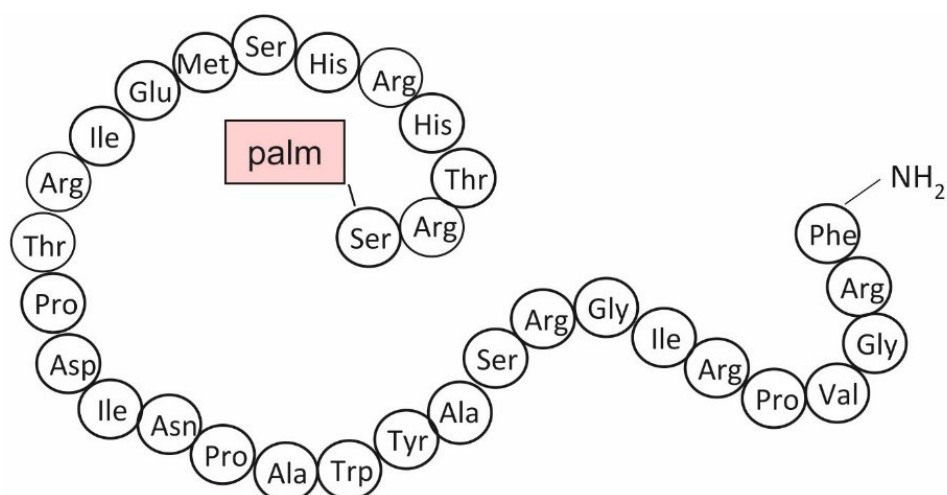 palm
Ser
Arg
Thr
His
Arg
His
Ser
Met
Glu
Ile
Arg
Thr
Pro
Asp
Ile
Asn
Pro
Ala
Trp
Tyr
Ala
Ser
Arg
Gly
Ile
Arg
Pro
Val
Gly
Arg
Phe
NH₂